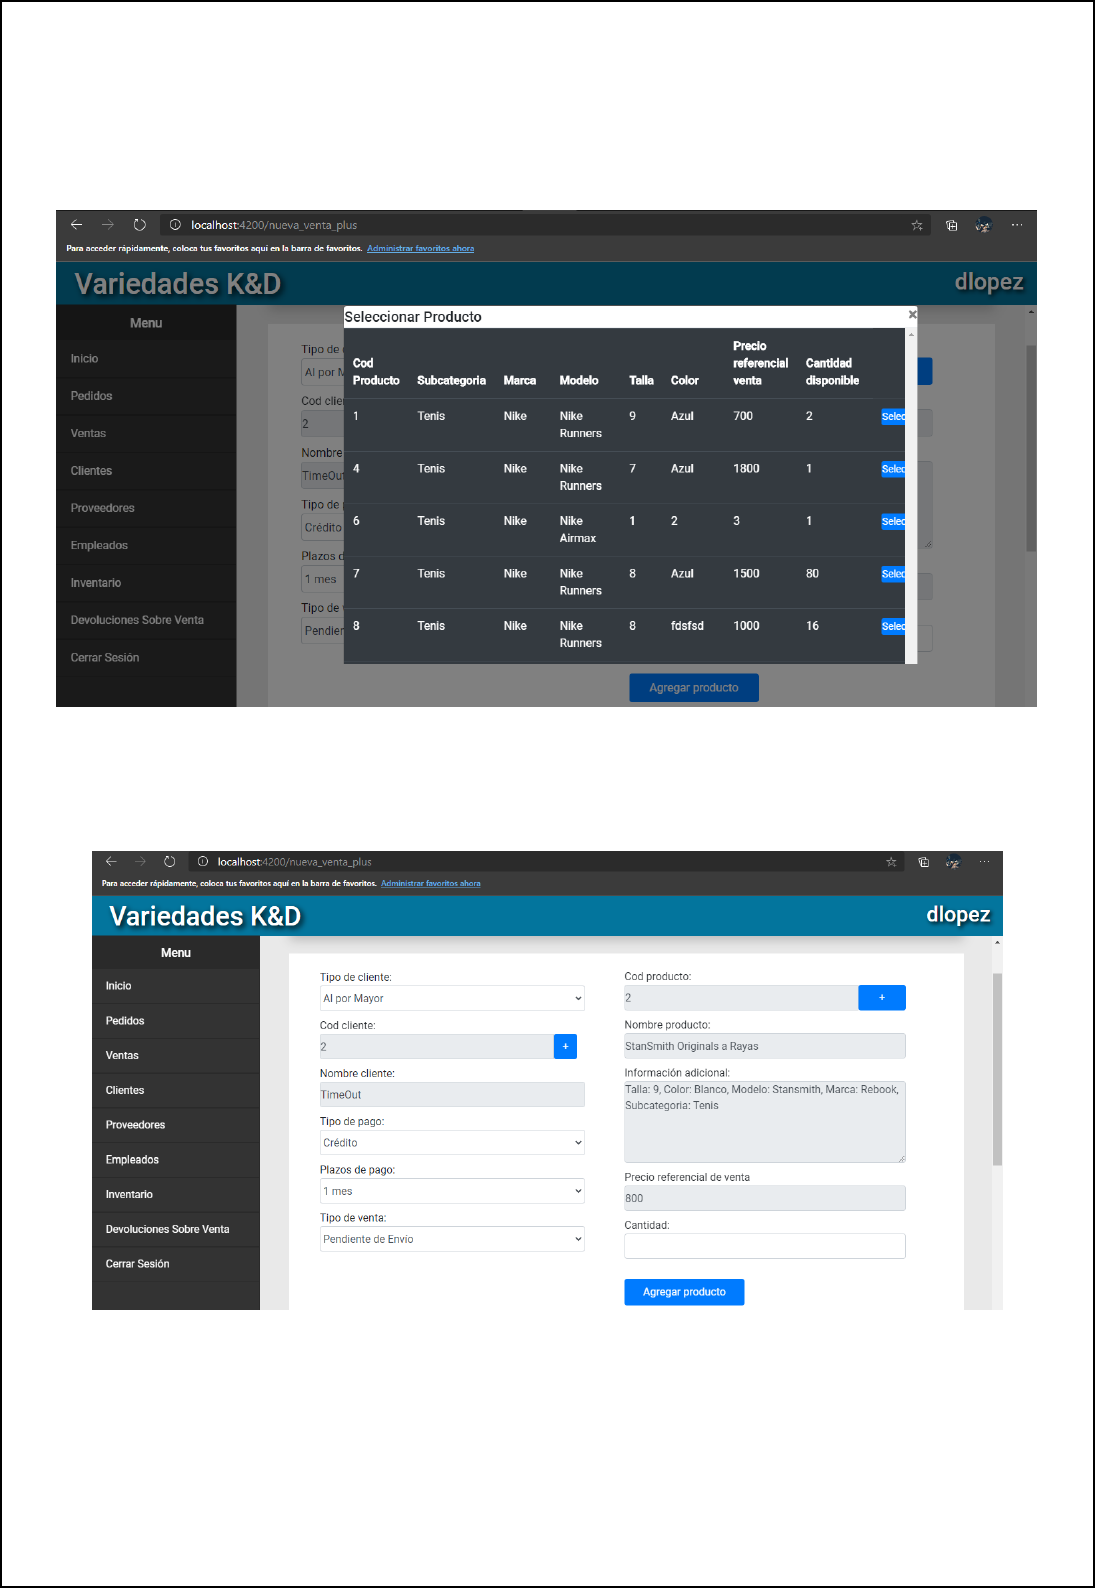 localhost:4200/nueva_venta_plus
Para acceder rápidamente, coloca tus favoritos aquí en la barra de favoritos. Administrar favoritos ahora
Variedades K&D dlopez
Menu
Inicio
Pedidos
Ventas
Clientes
Proveedores
Empleados
Inventario
Devoluciones Sobre Venta
Cerrar Sesión
Tipo de
Al por M
Cod clie
2
Nombre
TimeOut
Tipo de
Crédito
Plazos d
1 mes
Tipo de
Pendien
Seleccionar Producto ×
Cod Producto Subcategoria Marca Modelo Talla Color Precio referencial venta Cantidad disponible
1 Tenis Nike Nike Runners 9 Azul 700 2 Selec
4 Tenis Nike Nike Runners 7 Azul 1800 1 Selec
6 Tenis Nike Nike Airmax 1 2 3 1 Selec
7 Tenis Nike Nike Runners 8 Azul 1500 80 Selec
8 Tenis Nike Nike Runners 8 fdsfsd 1000 16 Selec
Agregar producto
localhost:4200/nueva_venta_plus
Para acceder rápidamente, coloca tus favoritos aquí en la barra de favoritos. Administrar favoritos ahora
Variedades K&D dlopez
Menu
Inicio
Pedidos
Ventas
Clientes
Proveedores
Empleados
Inventario
Devoluciones Sobre Venta
Cerrar Sesión
Tipo de cliente:
Al por Mayor
Cod cliente:
2 +
Nombre cliente:
TimeOut
Tipo de pago:
Crédito
Plazos de pago:
1 mes
Tipo de venta:
Pendiente de Envío
Cod producto:
2 +
Nombre producto:
StanSmith Originals a Rayas
Información adicional:
Talla: 9, Color: Blanco, Modelo: Stansmith, Marca: Rebook,
Subcategoria: Tenis
Precio referencial de venta
800
Cantidad:
Agregar producto